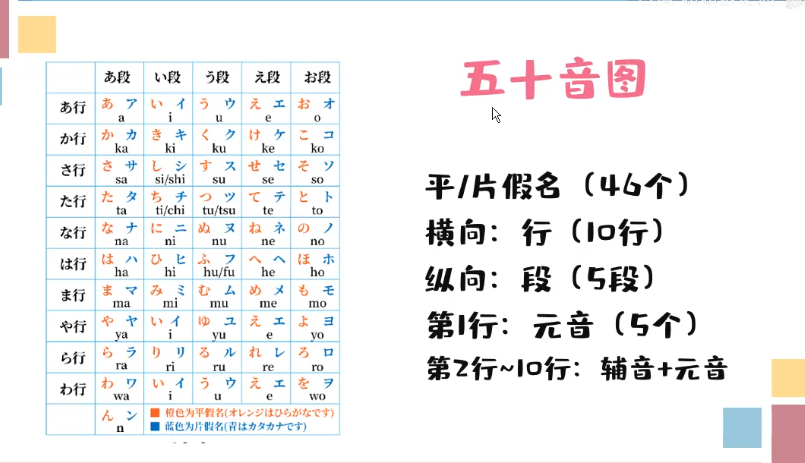 五十音图
あ段 い段 う段 え段 お段
あ行 あ ア い イ う ウ え エ お オ
a i u e o
か行 か カ き キ く ク け ケ こ コ
ka ki ku ke ko
さ行 さ サ し シ す ス せ セ そ ソ
sa si/shi su se so
た行 た タ ち チ つ ツ て テ と ト
ta ti/chi tu/tsu te to
な行 な ナ に ニ ぬ ヌ ね ネ の ノ
na ni nu ne no
は行 は ハ ひ ヒ ふ フ へ ヘ ほ ホ
ha hi hu/fu he ho
ま行 ま マ み ミ む ム め メ も モ
ma mi mu me mo
や行 や ヤ い イ ゆ ユ え エ よ ヨ
ya i yu e yo
ら行 ら ラ り リ る ル れ レ ろ ロ
ra ri ru re ro
わ行 わ ワ い イ う ウ え エ を ヲ
wa i u e wo
ん ン
n
橙色为平假名(オレンジはひらがなです)
蓝色为片假名(青はカタカナです)
平/片假名（46个）
横向：行（10行）
纵向：段（5段）
第1行：元音（5个）
第2行~10行：辅音+元音